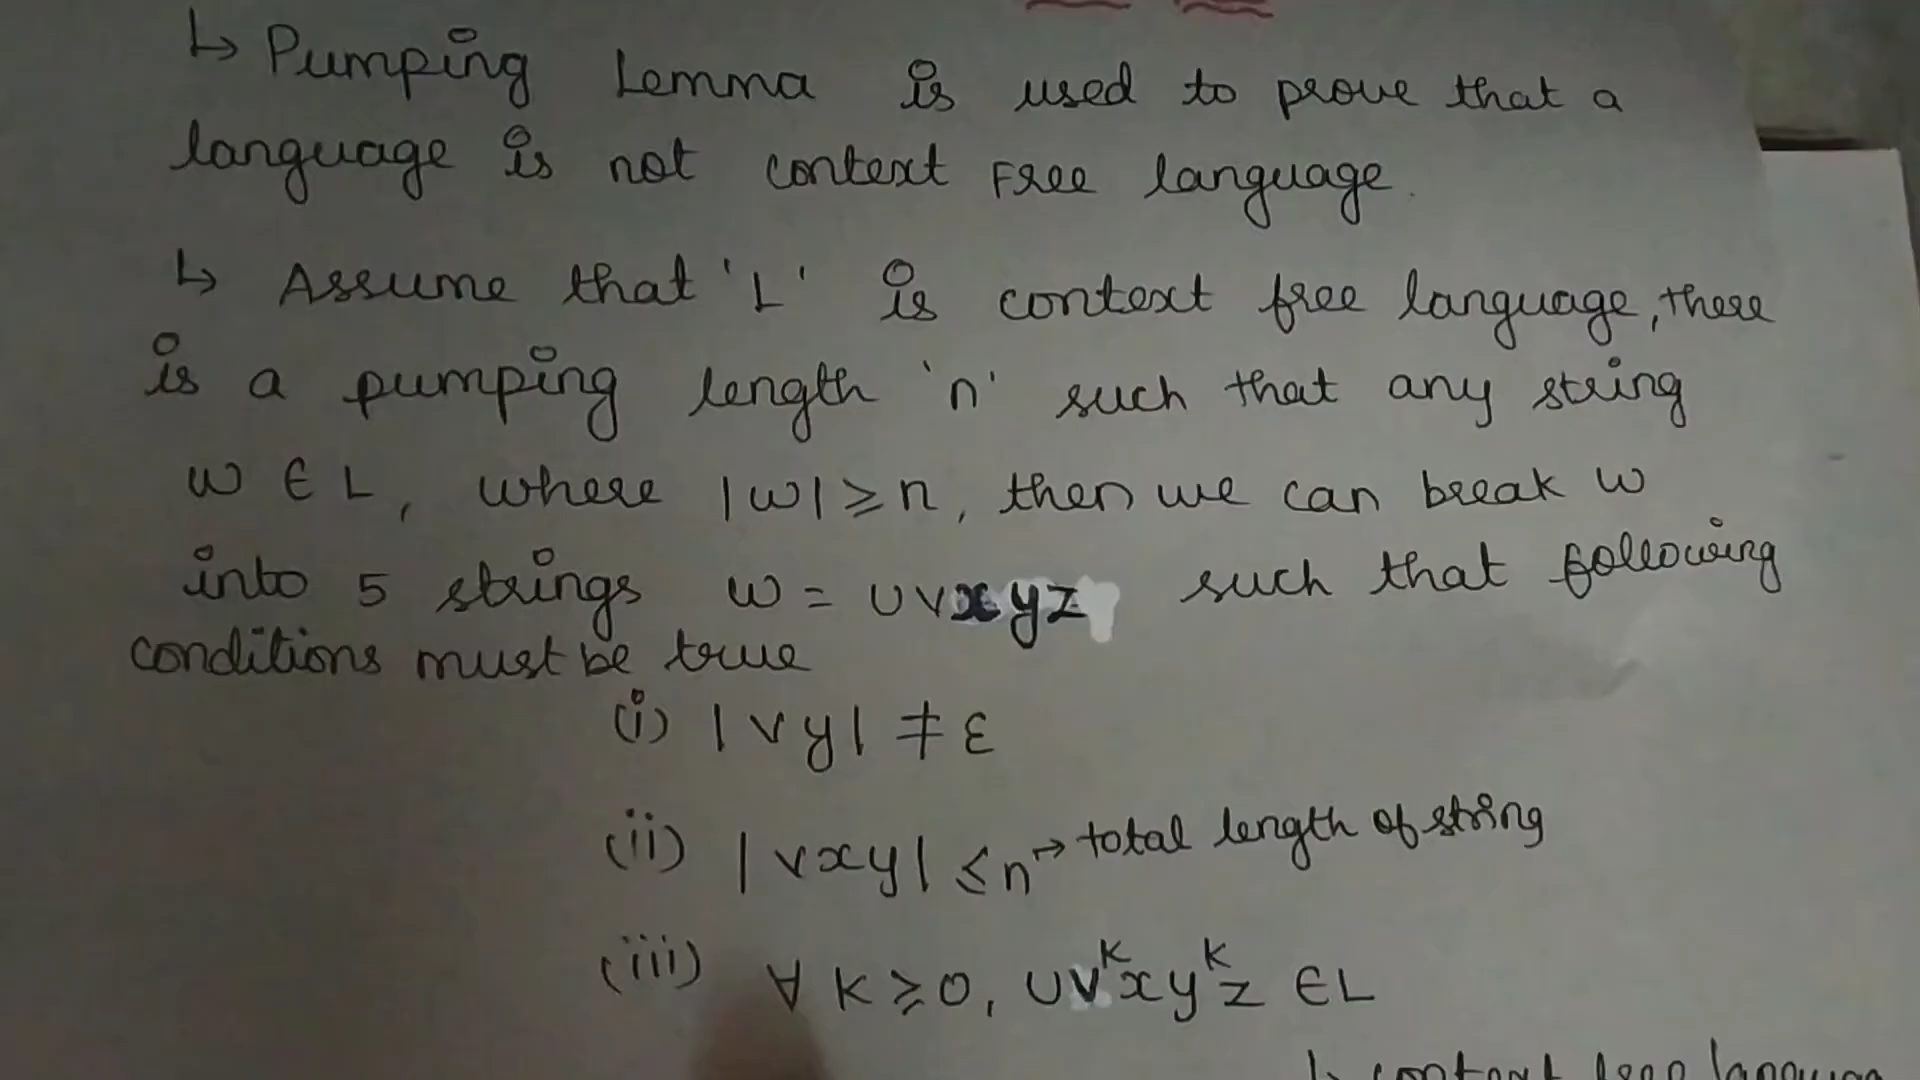 ↳ Pumping Lemma is used to prove that a
language is not context Free language.
↳ Assume that 'L' is context free language, there
is a pumping length 'n' such that any string
w ∈ L, where |w| ≥ n, then we can break w
into 5 strings w = uvxyz such that following
conditions must be true
(i) |vy| ≠ ε
(ii) |vxy| ≤ n → total length of string
(iii) ∀ K ≥ 0, uv^K x y^K z ∈ L